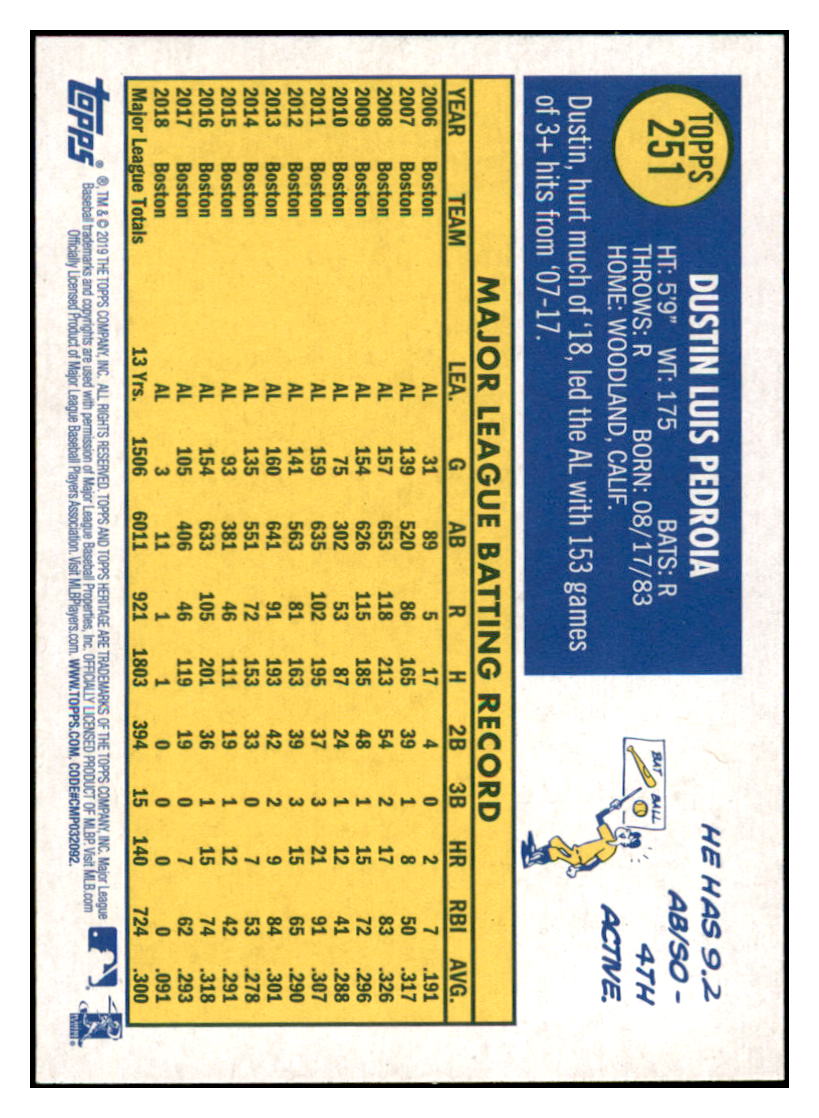 TOPPS
251
DUSTIN LUIS PEDROIA
HT: 5'9" WT: 175 BATS: R
THROWS: R BORN: 08/17/83
HOME: WOODLAND, CALIF.
Dustin, hurt much of '18, led the AL with 153 games
of 3+ hits from '07-17.
HE HAS 9.2
AB/SO -
4TH
ACTIVE.
BAT BALL
MAJOR LEAGUE BATTING RECORD
YEAR TEAM LEA. G AB R H 2B 3B HR RBI AVG.
2006 Boston AL 31 89 5 17 4 0 2 7 .191
2007 Boston AL 139 520 86 165 39 1 8 50 .317
2008 Boston AL 157 653 118 213 54 2 17 83 .326
2009 Boston AL 154 626 115 185 48 1 15 72 .296
2010 Boston AL 75 302 53 87 24 1 12 41 .288
2011 Boston AL 159 635 102 195 37 3 21 91 .307
2012 Boston AL 141 563 81 163 39 3 15 65 .290
2013 Boston AL 160 641 91 193 42 2 9 84 .301
2014 Boston AL 135 551 72 153 33 0 7 53 .278
2015 Boston AL 93 381 46 111 19 1 12 42 .291
2016 Boston AL 154 633 105 201 36 1 15 74 .318
2017 Boston AL 105 406 46 119 19 0 7 62 .293
2018 Boston AL 3 11 1 1 0 0 0 0 .091
Major League Totals 13 Yrs. 1506 6011 921 1803 394 15 140 724 .300
topps®
®, TM & © 2019 THE TOPPS COMPANY, INC. ALL RIGHTS RESERVED. TOPPS AND TOPPS HERITAGE ARE TRADEMARKS OF THE TOPPS COMPANY, INC. Major League
Baseball trademarks and copyrights are used with permission of Major League Baseball Properties, Inc. OFFICIALLY LICENSED PRODUCT OF MLBP. Visit MLB.com
Officially Licensed Product of Major League Baseball Players Association. Visit MLBPlayers.com. WWW.TOPPS.COM. CODE#CMP032092.